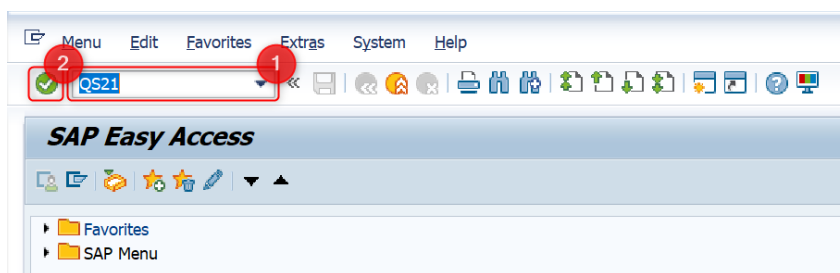 Menu Edit Favorites Extras System Help
2 1
QS21
SAP Easy Access
Favorites
SAP Menu